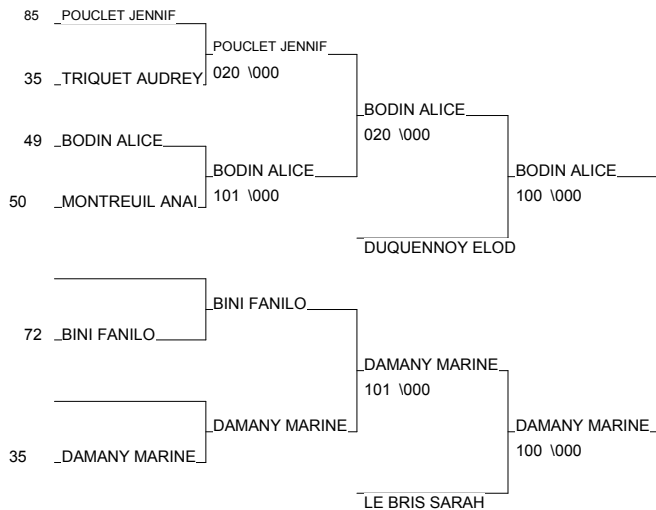 85 POUCLET JENNIF
POUCLET JENNIF
020 \000
35 TRIQUET AUDREY
BODIN ALICE
020 \000
49 BODIN ALICE
BODIN ALICE
101 \000
BODIN ALICE
100 \000
50 MONTREUIL ANAI
DUQUENNOY ELOD
BINI FANILO
72 BINI FANILO
DAMANY MARINE
101 \000
DAMANY MARINE
DAMANY MARINE
100 \000
35 DAMANY MARINE
LE BRIS SARAH